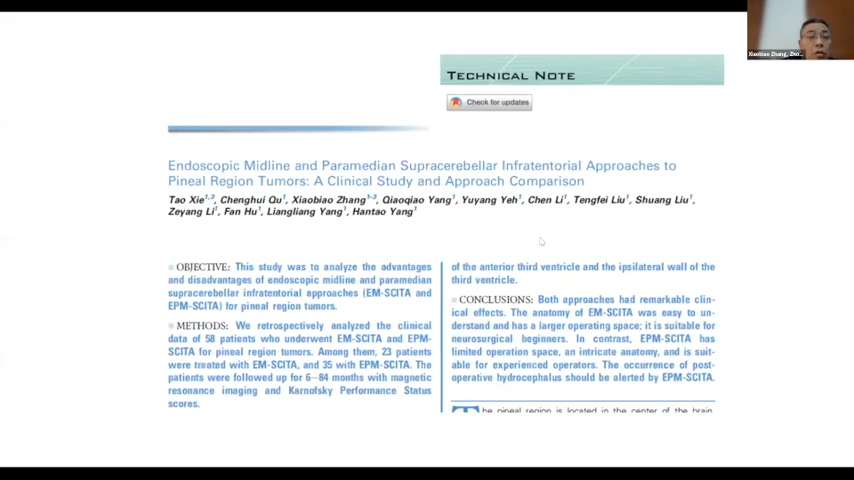 Xiaobiao Zhang, Zho...
TECHNICAL NOTE
Check for updates
Endoscopic Midline and Paramedian Supracerebellar Infratentorial Approaches to
Pineal Region Tumors: A Clinical Study and Approach Comparison
Tao Xie1,3, Chenghui Qu1, Xiaobiao Zhang1-3, Qiaoqiao Yang1, Yuyang Yeh1, Chen Li1, Tengfei Liu1, Shuang Liu1,
Zeyang Li1, Fan Hu1, Liangliang Yang1, Hantao Yang1
OBJECTIVE: This study was to analyze the advantages
and disadvantages of endoscopic midline and paramedian
supracerebellar infratentorial approaches (EM-SCITA and
EPM-SCITA) for pineal region tumors.
METHODS: We retrospectively analyzed the clinical
data of 58 patients who underwent EM-SCITA and EPM-
SCITA for pineal region tumors. Among them, 23 patients
were treated with EM-SCITA, and 35 with EPM-SCITA. The
patients were followed up for 6–84 months with magnetic
resonance imaging and Karnofsky Performance Status
scores.
of the anterior third ventricle and the ipsilateral wall of the
third ventricle.
CONCLUSIONS: Both approaches had remarkable clin-
ical effects. The anatomy of EM-SCITA was easy to un-
derstand and has a larger operating space; it is suitable for
neurosurgical beginners. In contrast, EPM-SCITA has
limited operation space, an intricate anatomy, and is suit-
able for experienced operators. The occurrence of post-
operative hydrocephalus should be alerted by EPM-SCITA.
The pineal region is located in the center of the brain,